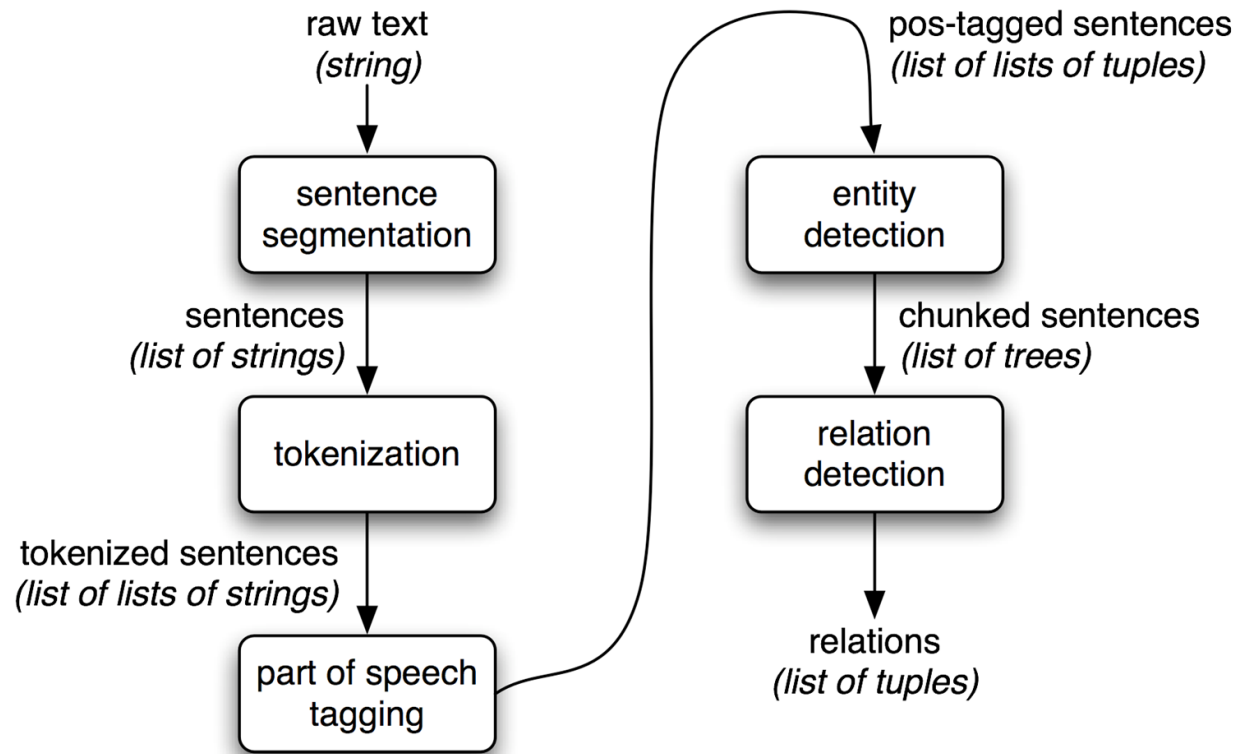 raw text
(string)
sentence
segmentation
sentences
(list of strings)
tokenization
tokenized sentences
(list of lists of strings)
part of speech
tagging
pos-tagged sentences
(list of lists of tuples)
entity
detection
chunked sentences
(list of trees)
relation
detection
relations
(list of tuples)